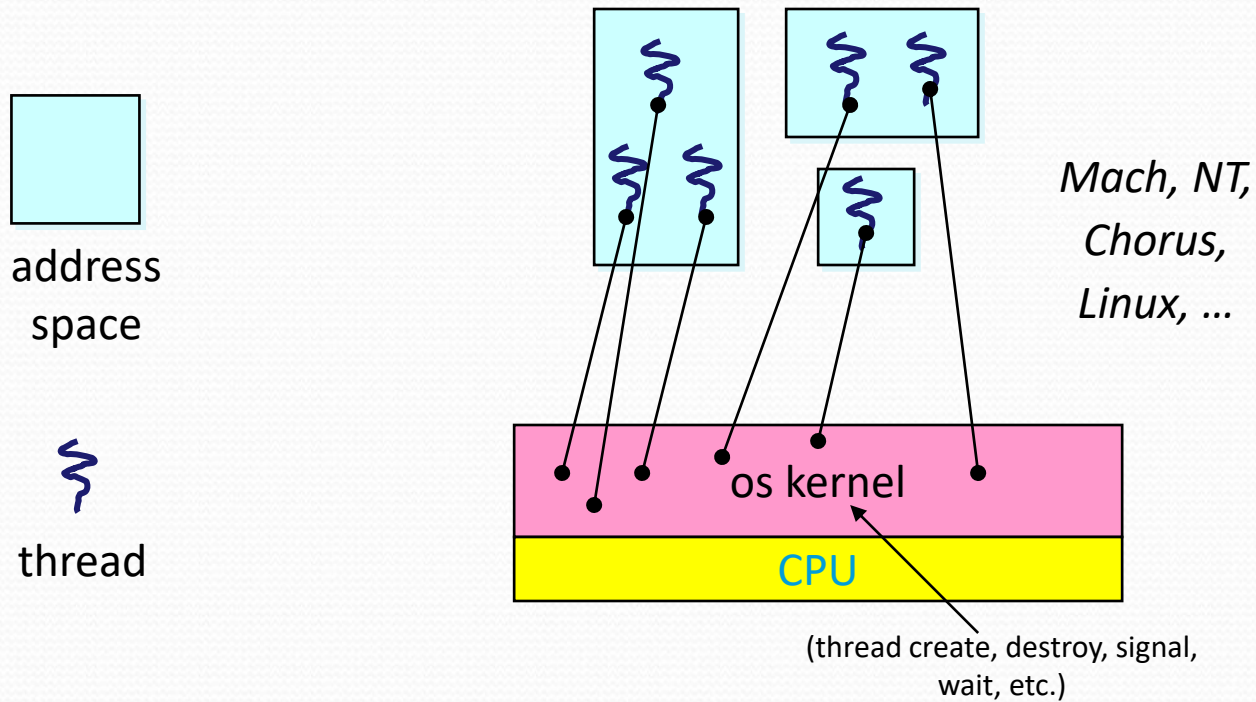 address
space
thread
Mach, NT,
Chorus,
Linux, …
os kernel
CPU
(thread create, destroy, signal,
wait, etc.)